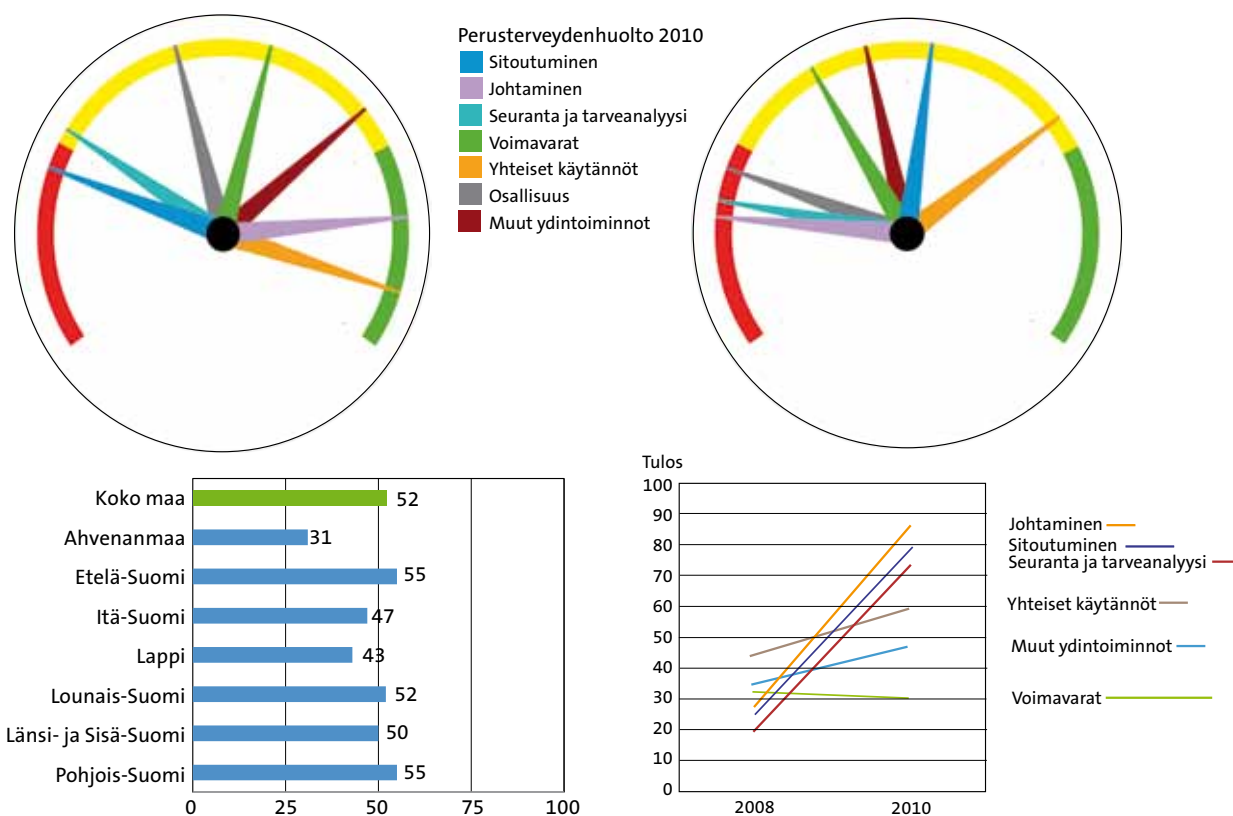 Perusterveydenhuolto 2010
Sitoutuminen
Johtaminen
Seuranta ja tarveanalyysi
Voimavarat
Yhteiset käytännöt
Osallisuus
Muut ydintoiminnot
Koko maa 52
Ahvenanmaa 31
Etelä-Suomi 55
Itä-Suomi 47
Lappi 43
Lounais-Suomi 52
Länsi- ja Sisä-Suomi 50
Pohjois-Suomi 55
0 25 50 75 100
Tulos
100
90
80
70
60
50
40
30
20
10
0
2008 2010
Johtaminen
Sitoutuminen
Seuranta ja tarveanalyysi
Yhteiset käytännöt
Muut ydintoiminnot
Voimavarat